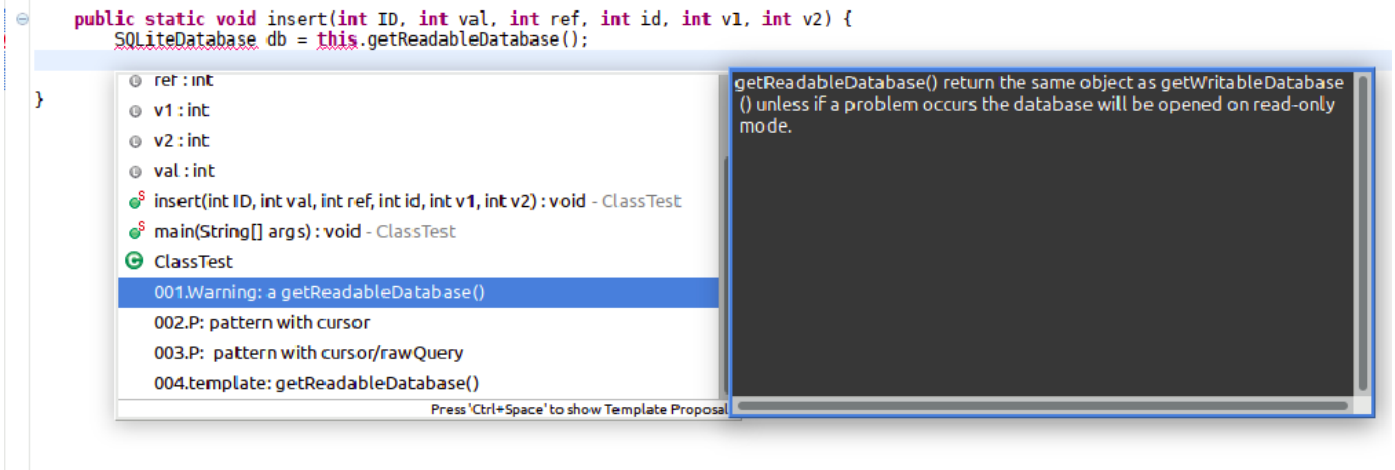 public static void insert(int ID, int val, int ref, int id, int v1, int v2) {
SQLiteDatabase db = this.getReadableDatabase();
}
ref : int
v1 : int
v2 : int
val : int
insert(int ID, int val, int ref, int id, int v1, int v2) : void - ClassTest
main(String[] args) : void - ClassTest
ClassTest
001.Warning: a getReadableDatabase()
002.P: pattern with cursor
003.P: pattern with cursor/rawQuery
004.template: getReadableDatabase()
Press 'Ctrl+Space' to show Template Proposal
getReadableDatabase() return the same object as getWritableDatabase
() unless if a problem occurs the database will be opened on read-only
mode.